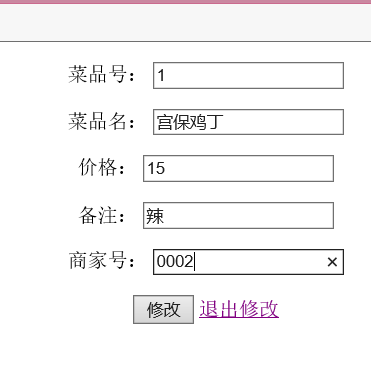 菜品号： 1
菜品名： 宫保鸡丁
价格： 15
备注： 辣
商家号： 0002
修改 退出修改